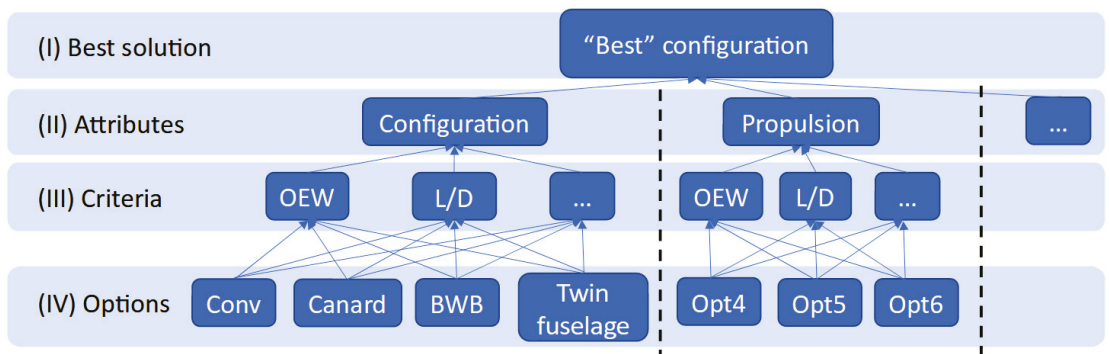 (I) Best solution
“Best” configuration
(II) Attributes
Configuration
Propulsion
...
(III) Criteria
OEW
L/D
...
OEW
L/D
...
(IV) Options
Conv
Canard
BWB
Twin
fuselage
Opt4
Opt5
Opt6